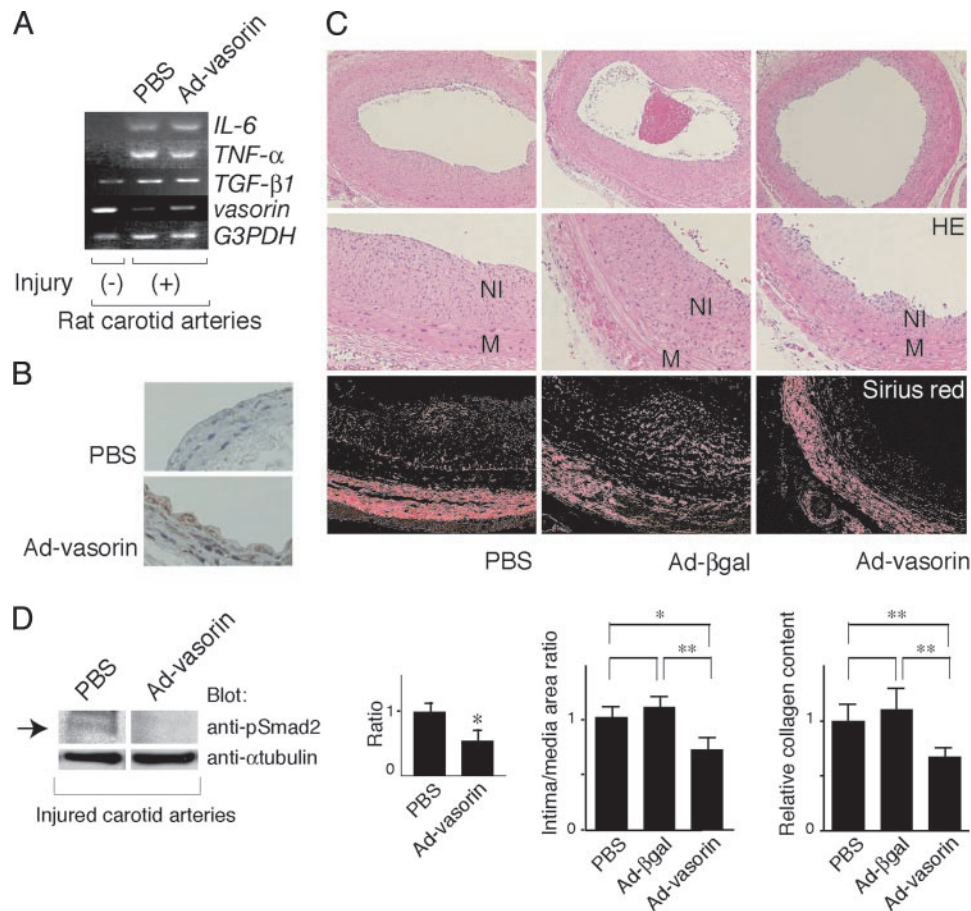 A
PBS
Ad-vasorin
IL-6
TNF-α
TGF-β1
vasorin
G3PDH
Injury (-) (+)
Rat carotid arteries
B
PBS
Ad-vasorin
C
HE
NI
M
NI
M
NI
M
Sirius red
PBS Ad-βgal Ad-vasorin
D
PBS
Ad-vasorin
Blot:
anti-pSmad2
anti-αtubulin
Injured carotid arteries
Ratio
1
0
*
PBS
Ad-vasorin
Intima/media area ratio
1
0
*
**
PBS
Ad-βgal
Ad-vasorin
Relative collagen content
1
0
**
**
PBS
Ad-βgal
Ad-vasorin